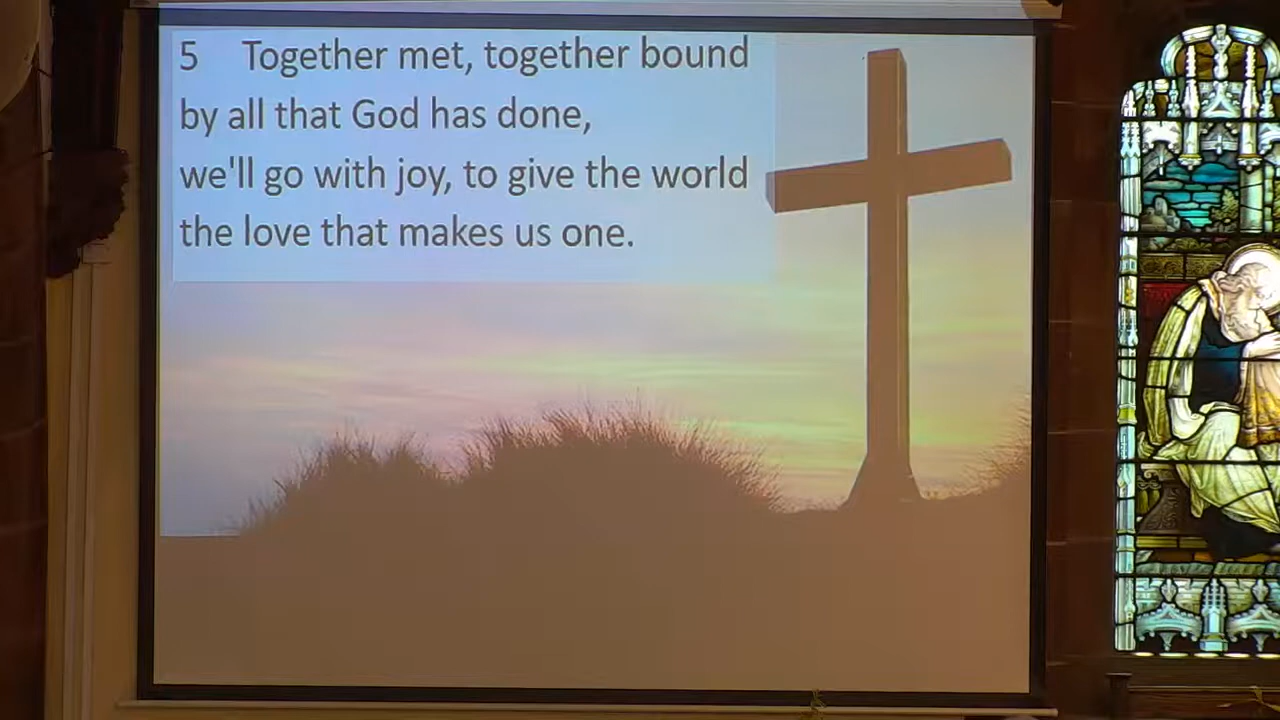 5 Together met, together bound
by all that God has done,
we'll go with joy, to give the world
the love that makes us one.